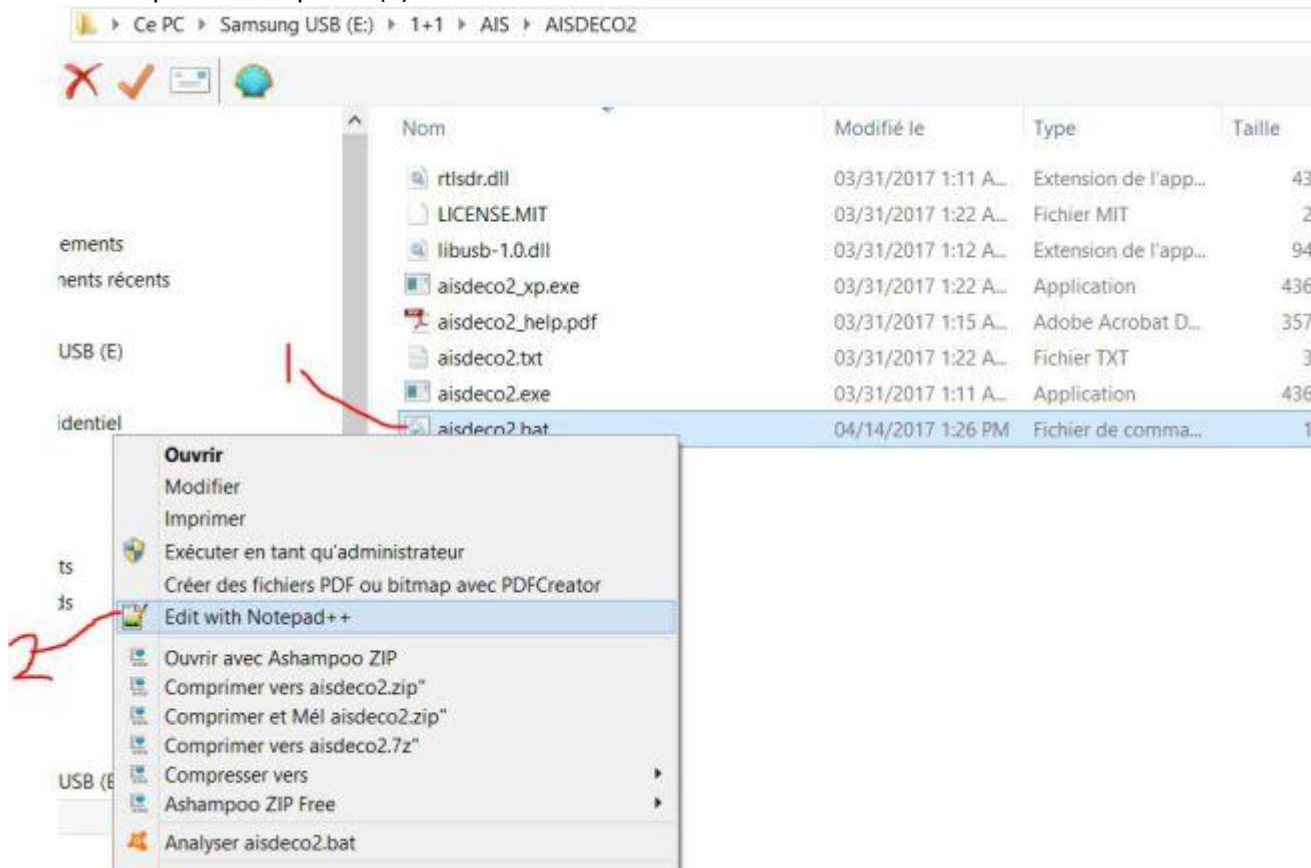 Ce PC Samsung USB (E:) 1+1 AIS AISDECO2
Nom Modifié le Type Taille
rtlsdr.dll 03/31/2017 1:11 A... Extension de l'app... 43
LICENSE.MIT 03/31/2017 1:22 A... Fichier MIT 2
ements libusb-1.0.dll 03/31/2017 1:12 A... Extension de l'app... 94
nents récents aisdeco2_xp.exe 03/31/2017 1:22 A... Application 436
aisdeco2_help.pdf 03/31/2017 1:15 A... Adobe Acrobat D... 357
USB (E) aisdeco2.txt 03/31/2017 1:22 A... Fichier TXT 3
1 aisdeco2.exe 03/31/2017 1:11 A... Application 436
identiel aisdeco2.bat 04/14/2017 1:26 PM Fichier de comma... 1
Ouvrir
Modifier
Imprimer
Exécuter en tant qu'administrateur
ts
Créer des fichiers PDF ou bitmap avec PDFCreator
ds
Edit with Notepad++
2
Ouvrir avec Ashampoo ZIP
Comprimer vers aisdeco2.zip"
Comprimer et Mél aisdeco2.zip"
Comprimer vers aisdeco2.7z"
USB (E Compresser vers
Ashampoo ZIP Free
Analyser aisdeco2.bat